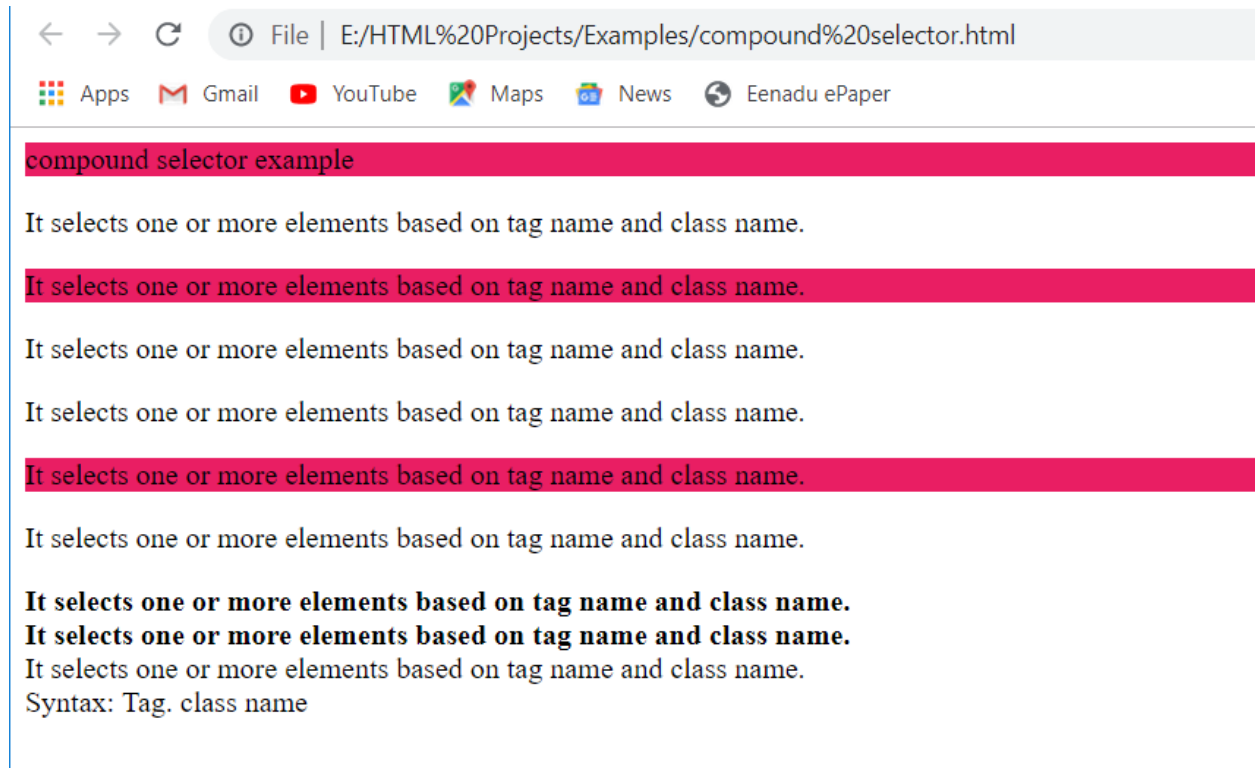 File | E:/HTML%20Projects/Examples/compound%20selector.html
Apps Gmail YouTube Maps News Eenadu ePaper
compound selector example
It selects one or more elements based on tag name and class name.
It selects one or more elements based on tag name and class name.
It selects one or more elements based on tag name and class name.
It selects one or more elements based on tag name and class name.
It selects one or more elements based on tag name and class name.
It selects one or more elements based on tag name and class name.
It selects one or more elements based on tag name and class name.
It selects one or more elements based on tag name and class name.
It selects one or more elements based on tag name and class name.
Syntax: Tag. class name